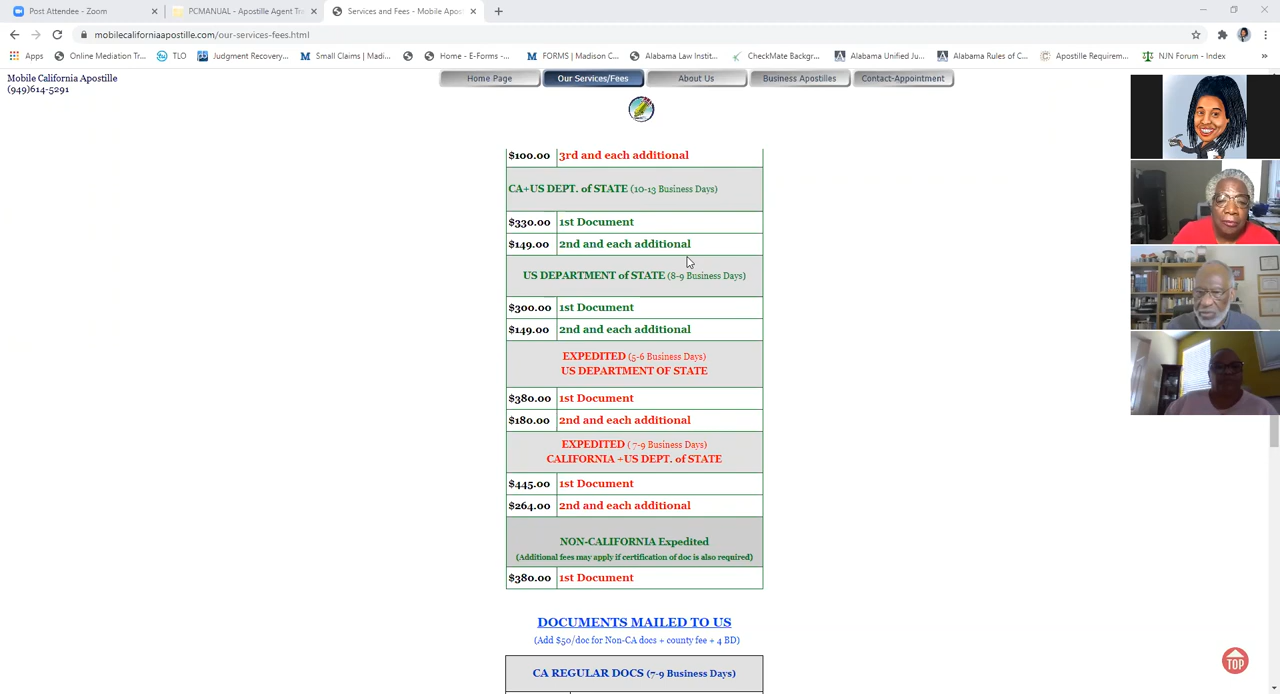 Post Attendee - Zoom
PCMANUAL - Apostille Agent Tr
Services and Fees - Mobile Apos
mobilecaliforniaapostille.com/our-services-fees.html
Apps
Online Mediation Tr...
TLO
Judgment Recovery...
Small Claims | Madi...
Home - E-Forms -...
FORMS | Madison C...
Alabama Law Instit...
CheckMate Backgr...
Alabama Unified Ju...
Alabama Rules of C...
Apostille Requirem...
NJN Forum - Index
Mobile California Apostille
(949)614-5291
Home Page
Our Services/Fees
About Us
Business Apostilles
Contact-Appointment
$100.00 3rd and each additional
CA+US DEPT. of STATE (10-13 Business Days)
$330.00 1st Document
$149.00 2nd and each additional
US DEPARTMENT of STATE (8-9 Business Days)
$300.00 1st Document
$149.00 2nd and each additional
EXPEDITED (5-6 Business Days)
US DEPARTMENT OF STATE
$380.00 1st Document
$180.00 2nd and each additional
EXPEDITED ( 7-9 Business Days)
CALIFORNIA +US DEPT. of STATE
$445.00 1st Document
$264.00 2nd and each additional
NON-CALIFORNIA Expedited
(Additional fees may apply if certification of doc is also required)
$380.00 1st Document
DOCUMENTS MAILED TO US
(Add $50/doc for Non-CA docs + county fee + 4 BD)
CA REGULAR DOCS (7-9 Business Days)
TOP